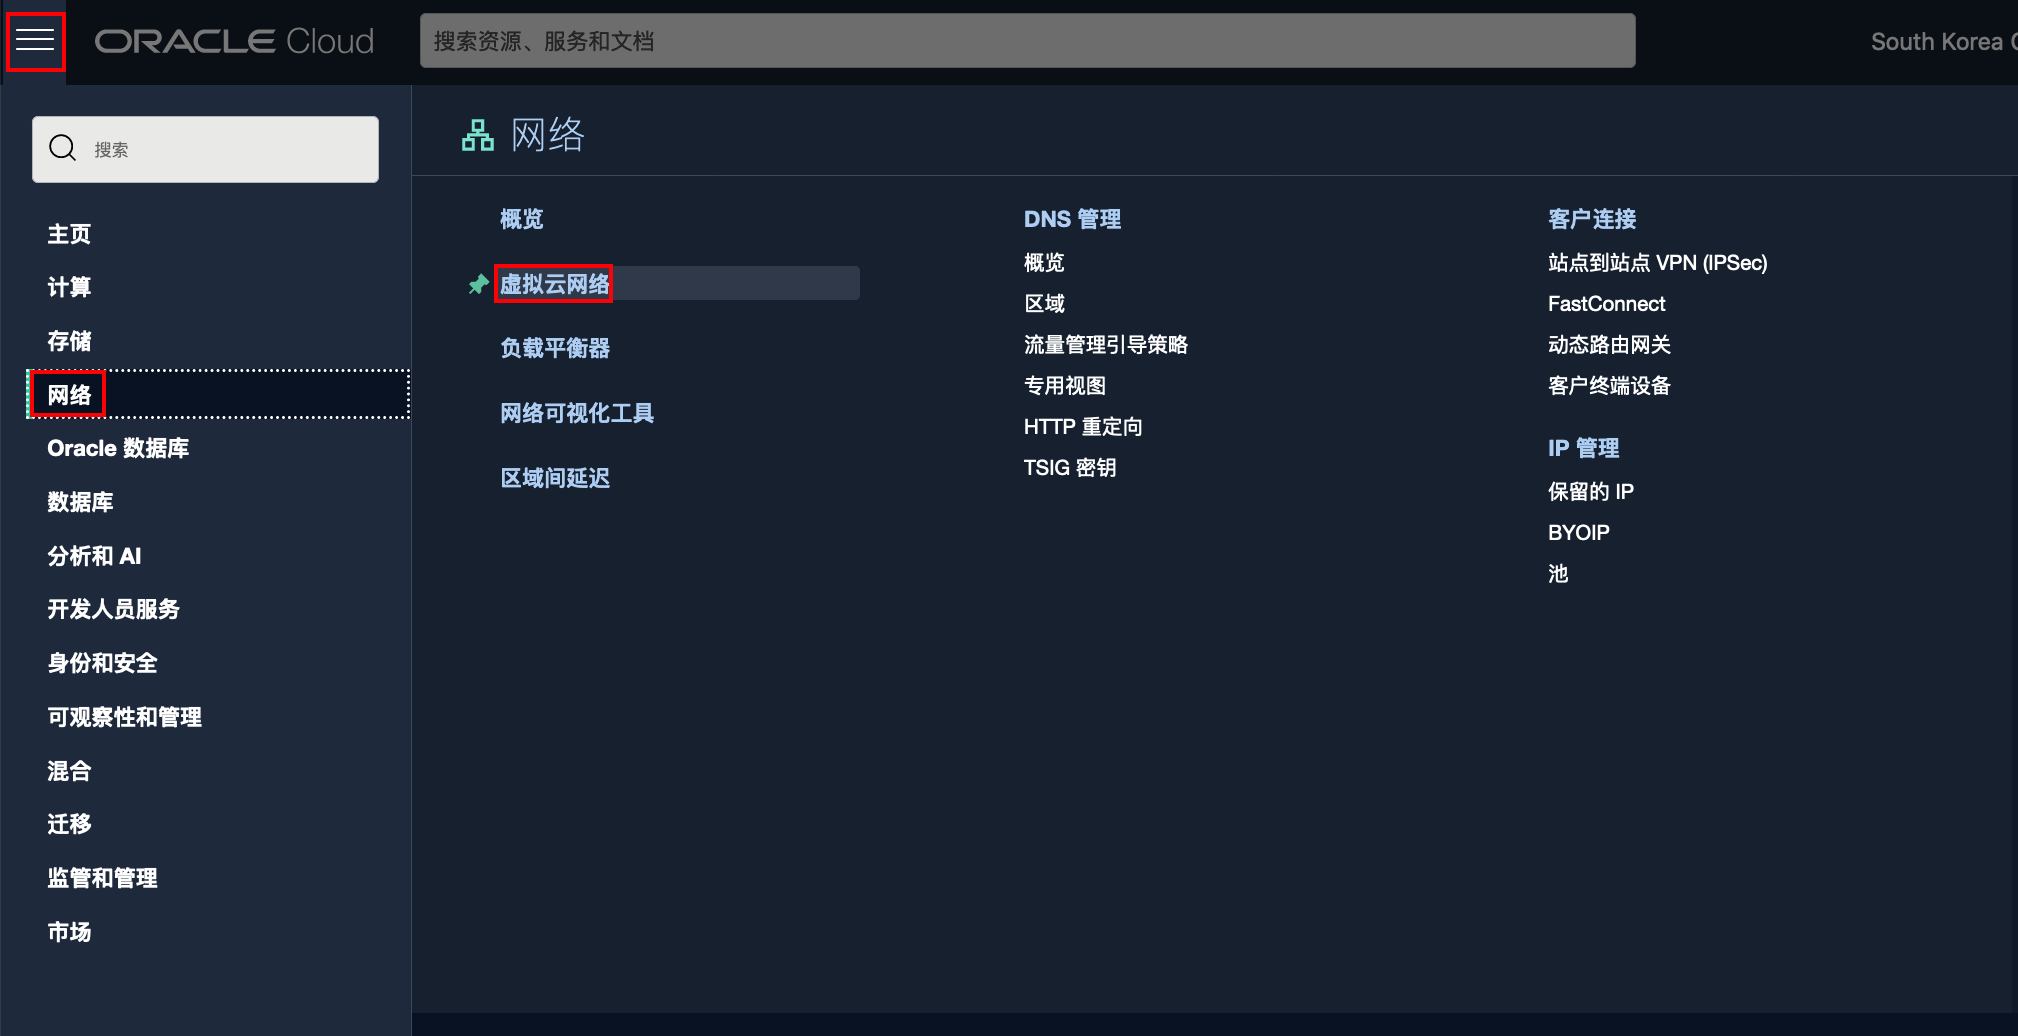 ORACLE Cloud
搜索资源、服务和文档
South Korea
搜索
主页
计算
存储
网络
Oracle 数据库
数据库
分析和 AI
开发人员服务
身份和安全
可观察性和管理
混合
迁移
监管和管理
市场
网络
概览
虚拟云网络
负载平衡器
网络可视化工具
区域间延迟
DNS 管理
概览
区域
流量管理引导策略
专用视图
HTTP 重定向
TSIG 密钥
客户连接
站点到站点 VPN (IPSec)
FastConnect
动态路由网关
客户终端设备
IP 管理
保留的 IP
BYOIP
池